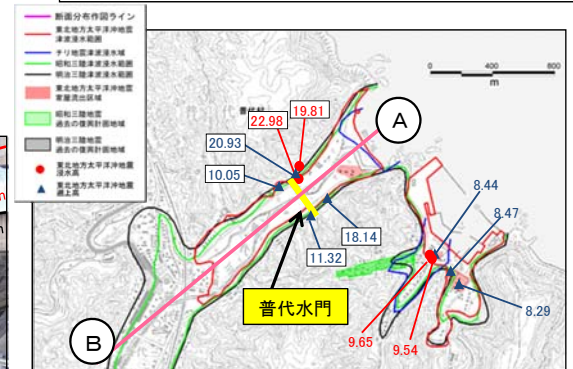 断面分布作図ライン
東北地方太平洋沖地震
津波浸水範囲
チリ地震津波浸水域
昭和三陸津波浸水範囲
明治三陸津波浸水範囲
東北地方太平洋沖地震
家屋流出区域
昭和三陸地震
過去の復興計画地域
明治三陸地震
過去の復興計画地域
東北地方太平洋沖地震
浸水高
東北地方太平洋沖地震
遡上高
0 400 800
m
19.81
22.98
20.93
10.05
A
18.14
11.32
8.44
8.47
8.29
普代水門
B
9.65
9.54